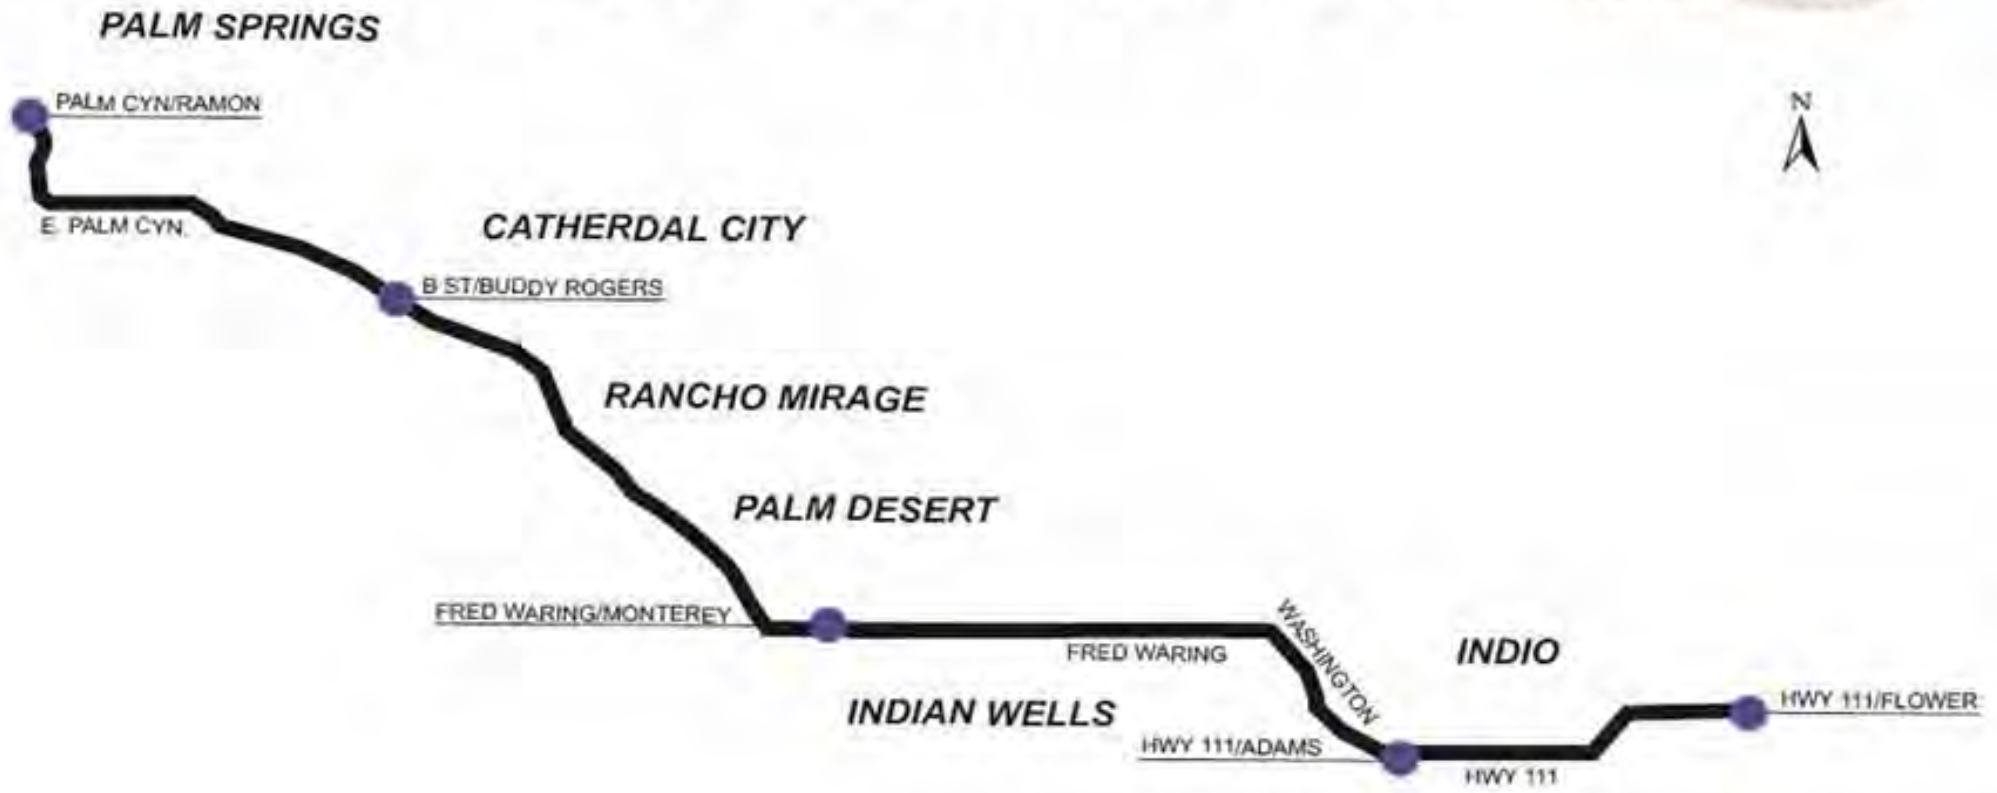 PALM SPRINGS
PALM CYN/RAMON
N
E. PALM CYN.
CATHERDAL CITY
B ST/BUDDY ROGERS
RANCHO MIRAGE
PALM DESERT
FRED WARING/MONTEREY
FRED WARING
WASHINGTON
INDIO
INDIAN WELLS
HWY 111/FLOWER
HWY 111/ADAMS
HWY 111